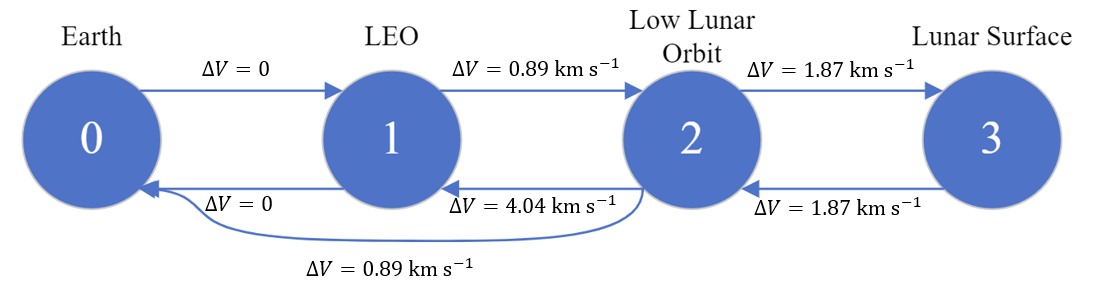 Earth
LEO
Low Lunar
Orbit
Lunar Surface
ΔV = 0
ΔV = 0.89 km s⁻¹
ΔV = 1.87 km s⁻¹
0
1
2
3
ΔV = 0
ΔV = 4.04 km s⁻¹
ΔV = 1.87 km s⁻¹
ΔV = 0.89 km s⁻¹